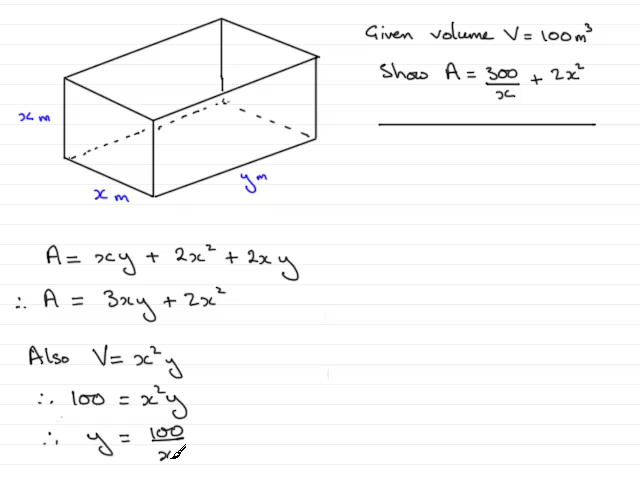 Given volume V = 100m³
Show A = 300/x + 2x²
x m
x m
y m
A = xy + 2x² + 2xy
∴ A = 3xy + 2x²
Also V = x²y
∴ 100 = x²y
∴ y = 100/x